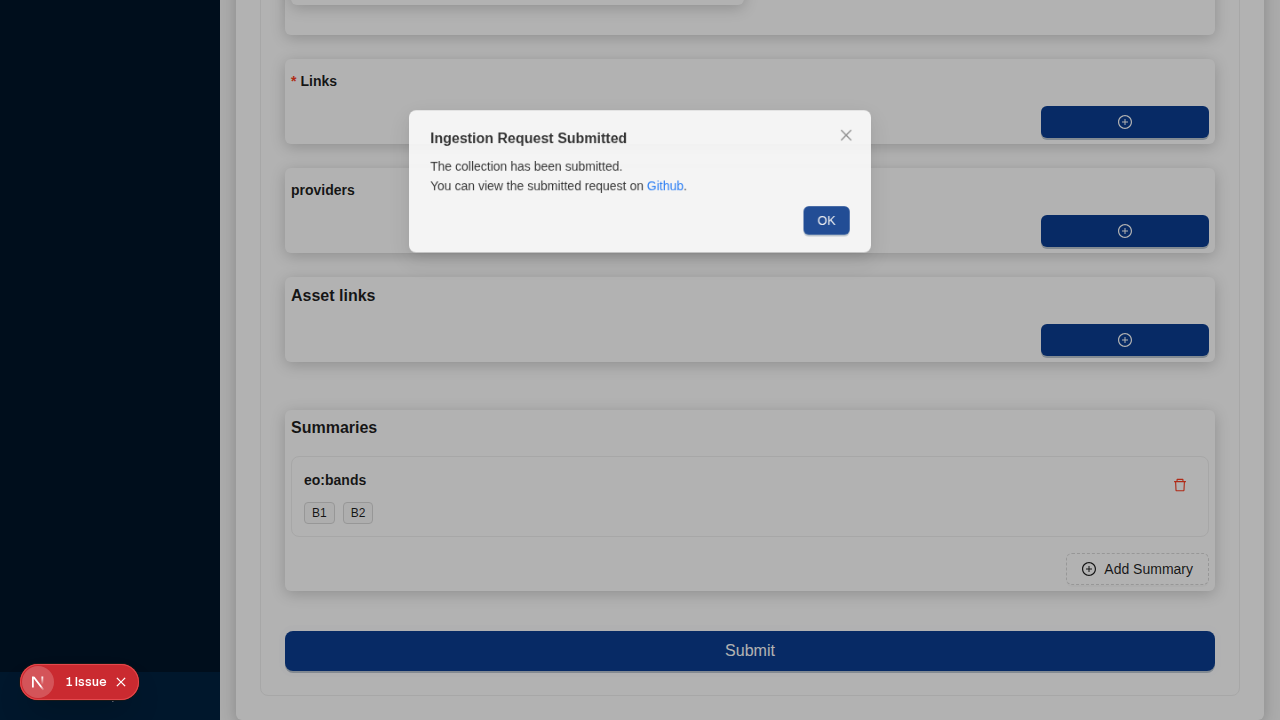 * Links
Ingestion Request Submitted
The collection has been submitted.
You can view the submitted request on Github.
OK
providers
Asset links
Summaries
eo:bands
B1 B2
Add Summary
Submit
N 1 Issue